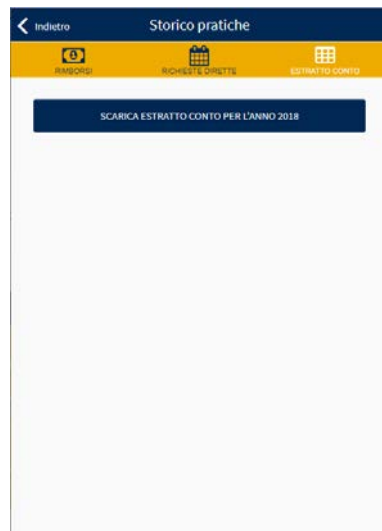 Indietro
Storico pratiche
RIMBORSI
RICHIESTE DIRETTE
ESTRATTO CONTO
SCARICA ESTRATTO CONTO PER L'ANNO 2018